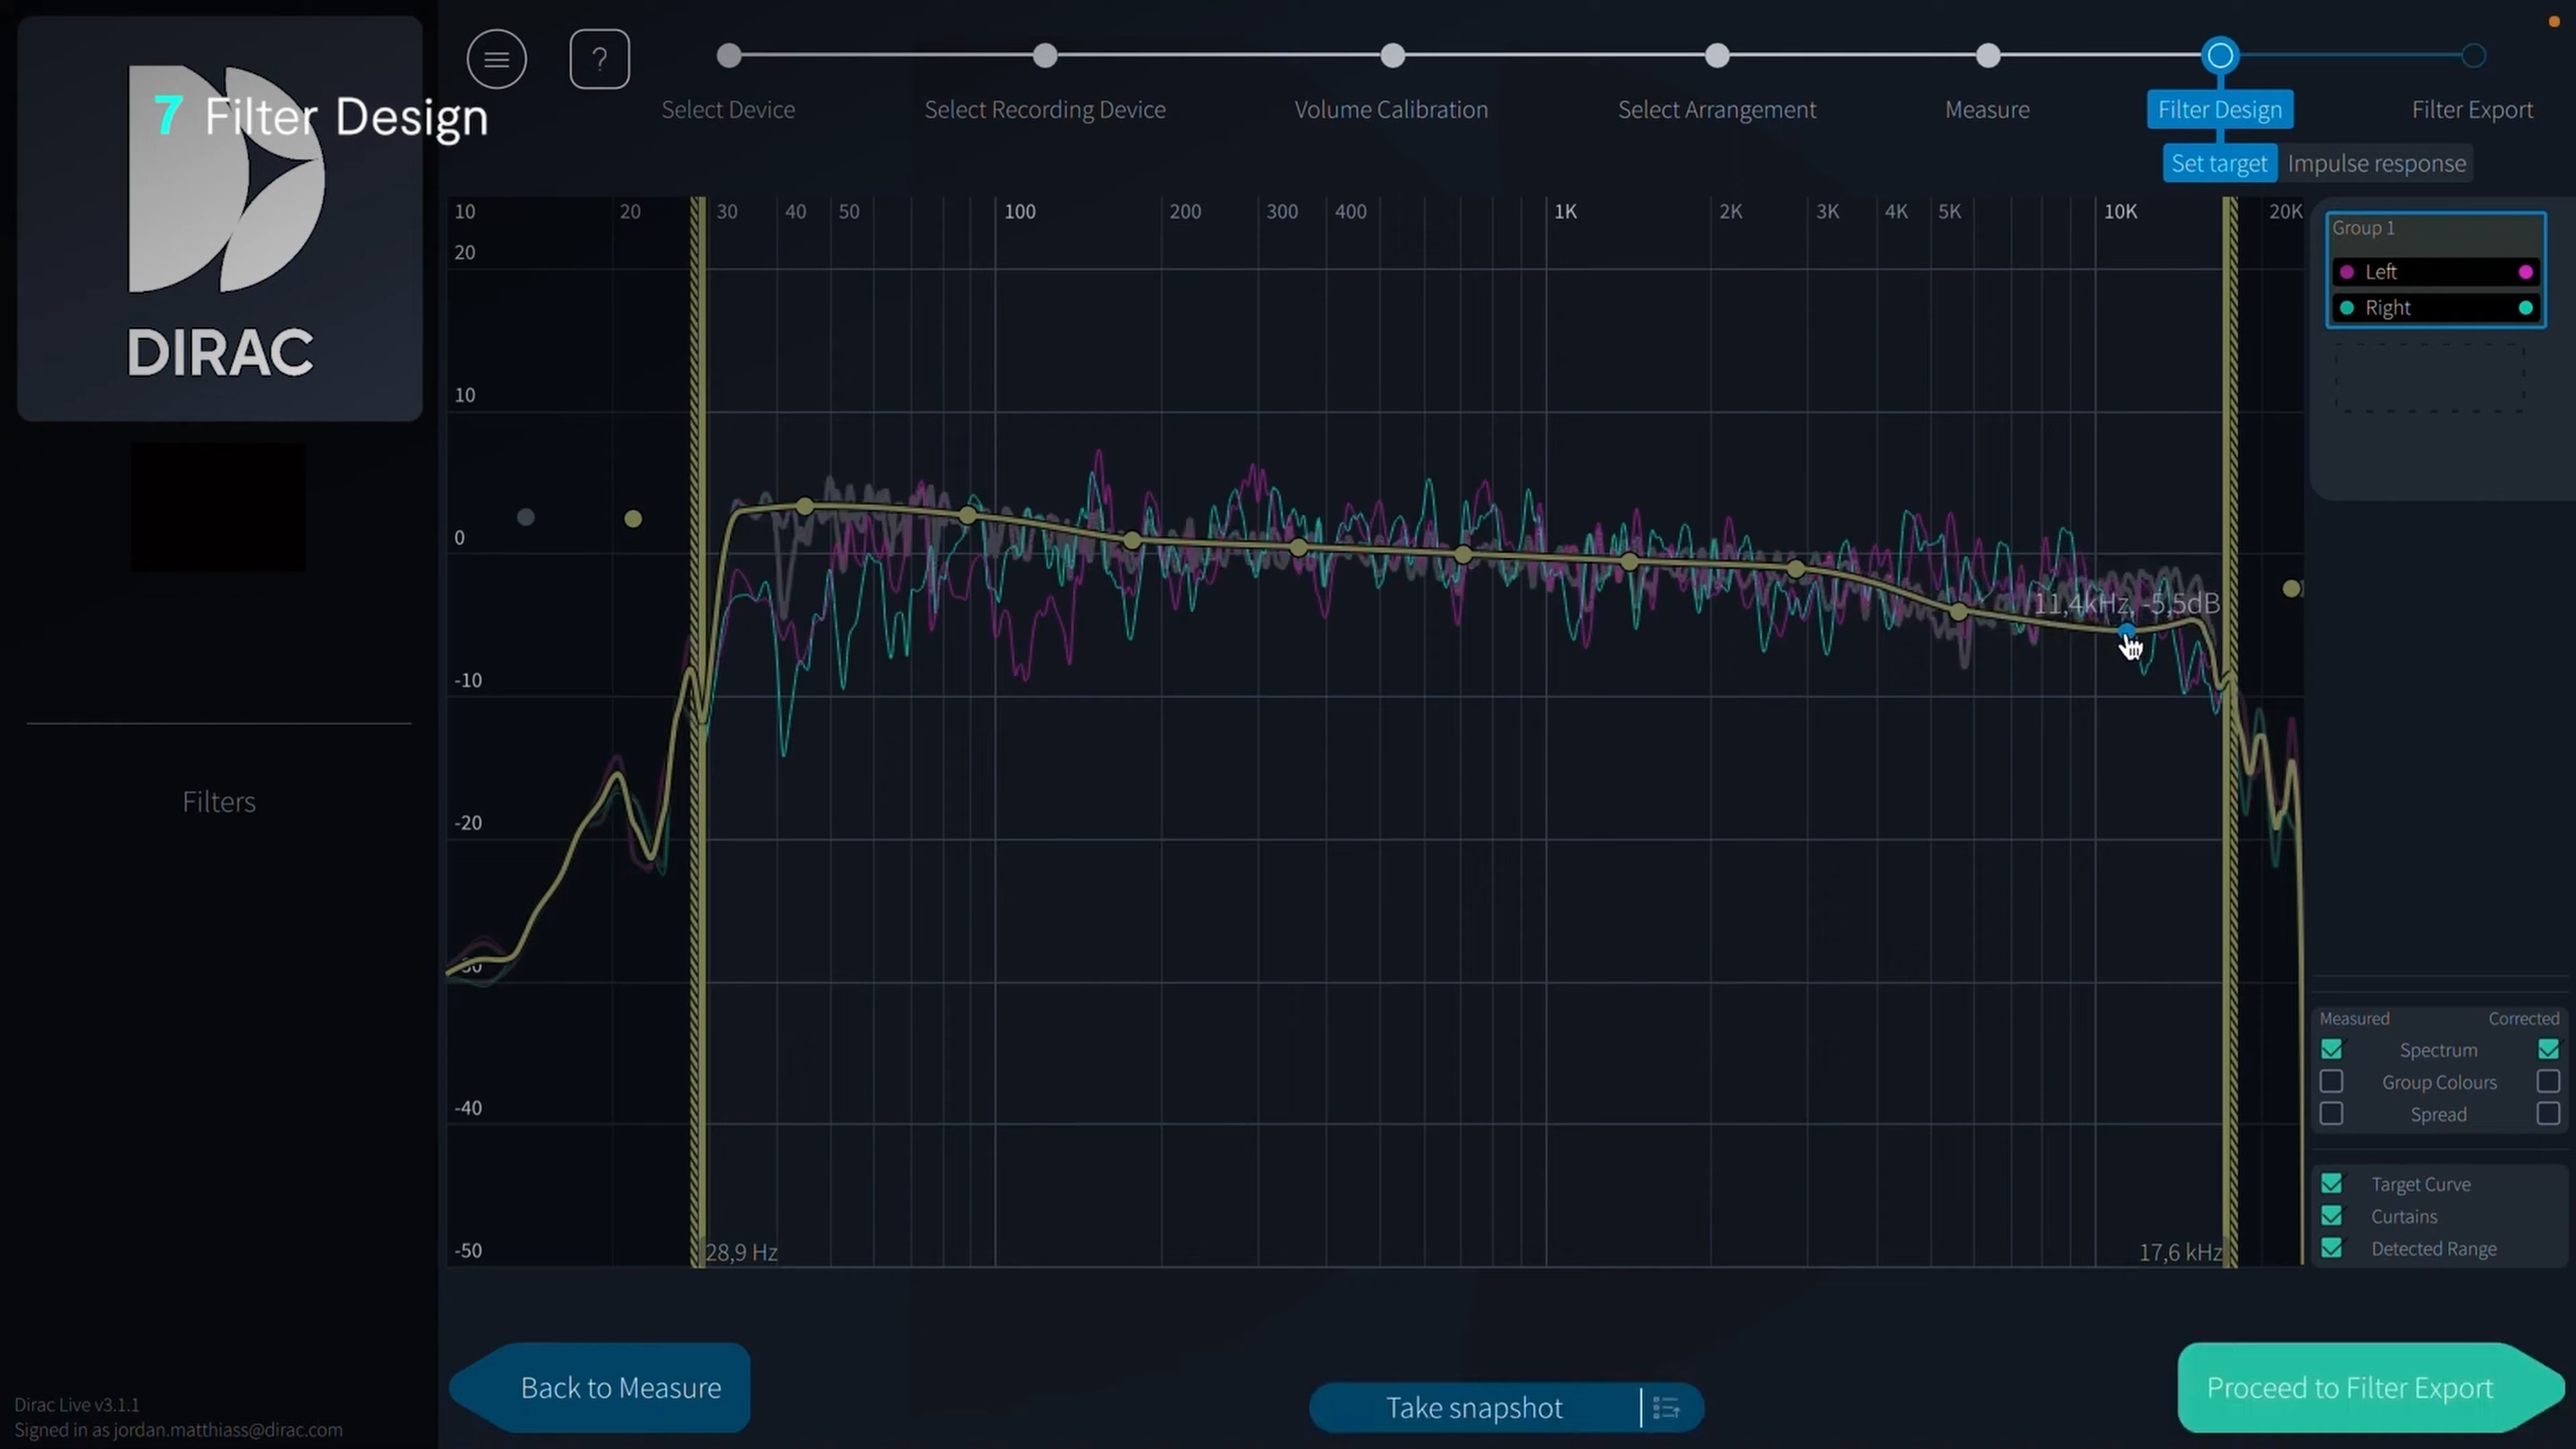 7 Filter Design
DIRAC
?
Select Device
Select Recording Device
Volume Calibration
Select Arrangement
Measure
Filter Design
Filter Export
Set target
Impulse response
10 20 30 40 50 100 200 300 400 1K 2K 3K 4K 5K 10K 20K
20
10
0
-10
-20
-30
-40
-50
11,4kHz, -5,5dB
28,9 Hz
17,6 kHz
Group 1
Left
Right
Filters
Measured Corrected
Spectrum
Group Colours
Spread
Target Curve
Curtains
Detected Range
Back to Measure
Take snapshot
Proceed to Filter Export
Dirac Live v3.1.1
Signed in as jordan.matthiass@dirac.com